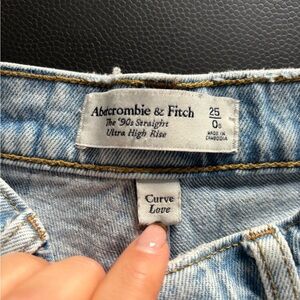 Abercrombie & Fitch
The '90s Straight
Ultra High Rise
25
0s
MADE IN
CAMBODIA
Curve
Love